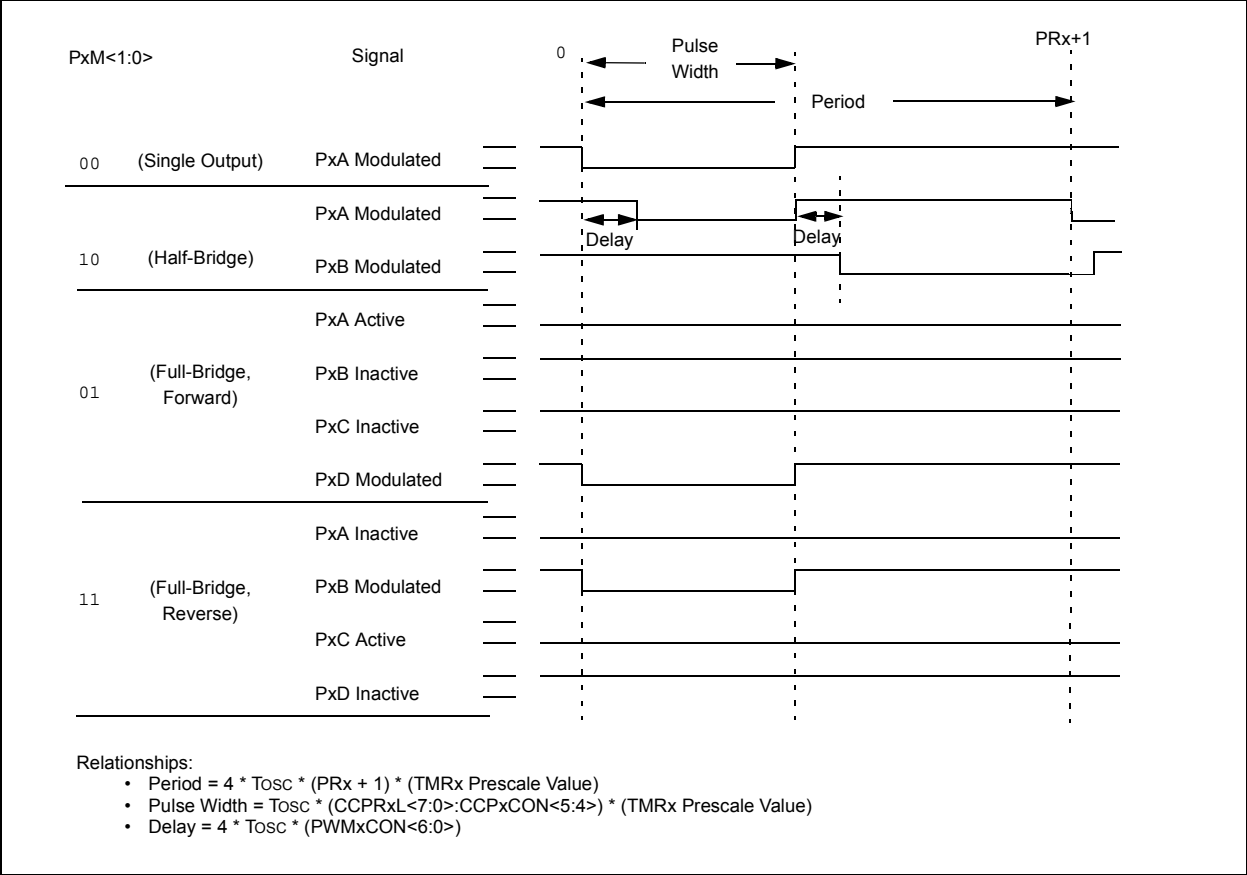 PxM<1:0>
Signal
0
Pulse
Width
PRx+1
Period
00
(Single Output)
PxA Modulated
10
(Half-Bridge)
PxA Modulated
Delay
Delay
PxB Modulated
01
(Full-Bridge,
Forward)
PxA Active
PxB Inactive
PxC Inactive
PxD Modulated
11
(Full-Bridge,
Reverse)
PxA Inactive
PxB Modulated
PxC Active
PxD Inactive
Relationships:
• Period = 4 * TOSC * (PRx + 1) * (TMRx Prescale Value)
• Pulse Width = TOSC * (CCPRxL<7:0>:CCPxCON<5:4>) * (TMRx Prescale Value)
• Delay = 4 * TOSC * (PWMxCON<6:0>)